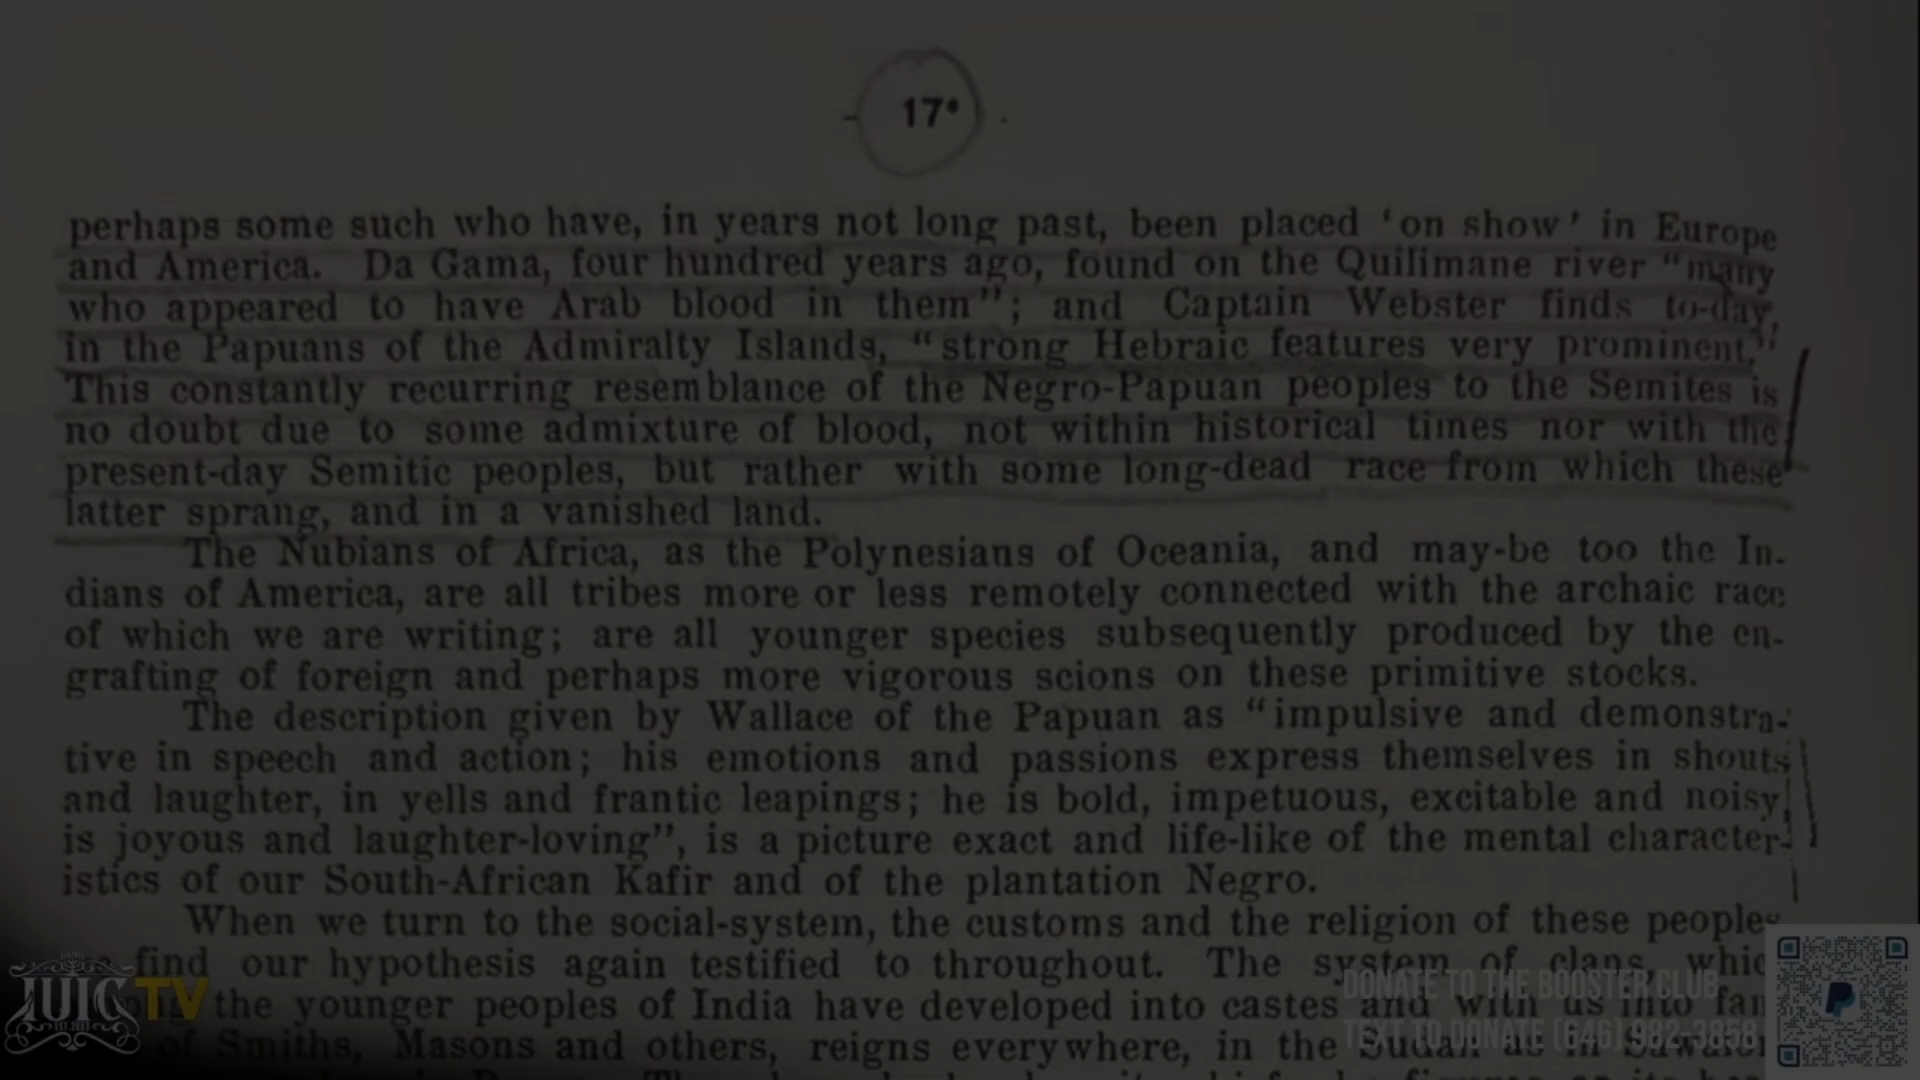 17
perhaps some such who have, in years not long past, been placed 'on show' in Europe
and America. Da Gama, four hundred years ago, found on the Quilimane river "many
who appeared to have Arab blood in them"; and Captain Webster finds to-day,
in the Papuans of the Admiralty Islands, "strong Hebraic features very prominent."
This constantly recurring resemblance of the Negro-Papuan peoples to the Semites is
no doubt due to some admixture of blood, not within historical times nor with the
present-day Semitic peoples, but rather with some long-dead race from which these
latter sprang, and in a vanished land.
The Nubians of Africa, as the Polynesians of Oceania, and may-be too the In-
dians of America, are all tribes more or less remotely connected with the archaic race
of which we are writing; are all younger species subsequently produced by the en-
grafting of foreign and perhaps more vigorous scions on these primitive stocks.
The description given by Wallace of the Papuan as "impulsive and demonstra-
tive in speech and action; his emotions and passions express themselves in shouts
and laughter, in yells and frantic leapings; he is bold, impetuous, excitable and noisy,
is joyous and laughter-loving", is a picture exact and life-like of the mental character-
istics of our South-African Kafir and of the plantation Negro.
When we turn to the social-system, the customs and the religion of these peoples
find our hypothesis again testified to throughout. The system of clans, whic
the younger peoples of India have developed into castes and with us into fam
of Smiths, Masons and others, reigns everywhere, in the Sudan as in
IUIC TV
EST. 2003
DONATE TO THE BOOSTER CLUB
TEXT TO DONATE (646) 982-3858